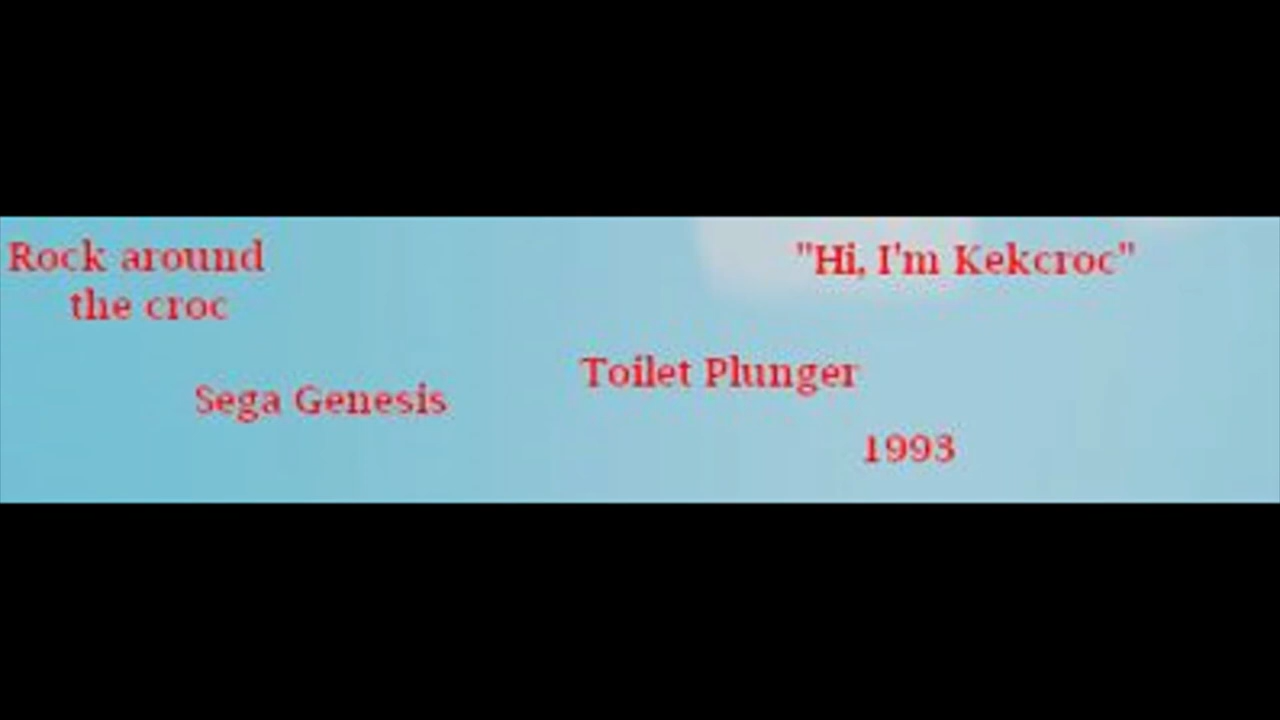 Rock around
the croc
"Hi, I'm Kekcroc"
Toilet Plunger
Sega Genesis
1993